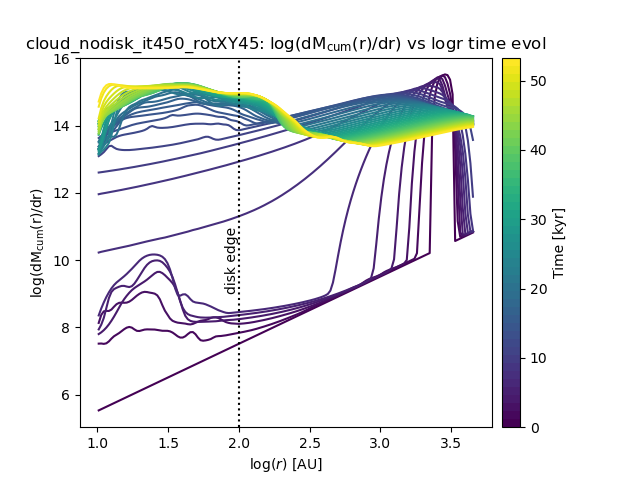 cloud_nodisk_it450_rotXY45: log(dM_cum(r)/dr) vs logr time evol
16
14
12
10
8
6
log(dM_cum(r)/dr)
disk edge
1.0 1.5 2.0 2.5 3.0 3.5
log(r) [AU]
50
40
30
20
10
0
Time [kyr]